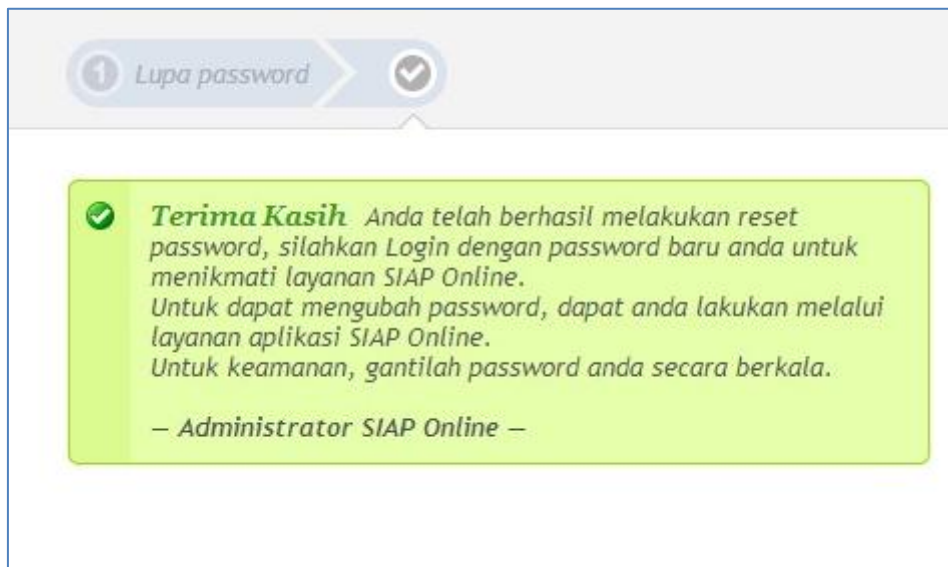 1 Lupa password
Terima Kasih Anda telah berhasil melakukan reset
password, silahkan Login dengan password baru anda untuk
menikmati layanan SIAP Online.
Untuk dapat mengubah password, dapat anda lakukan melalui
layanan aplikasi SIAP Online.
Untuk keamanan, gantilah password anda secara berkala.
— Administrator SIAP Online —